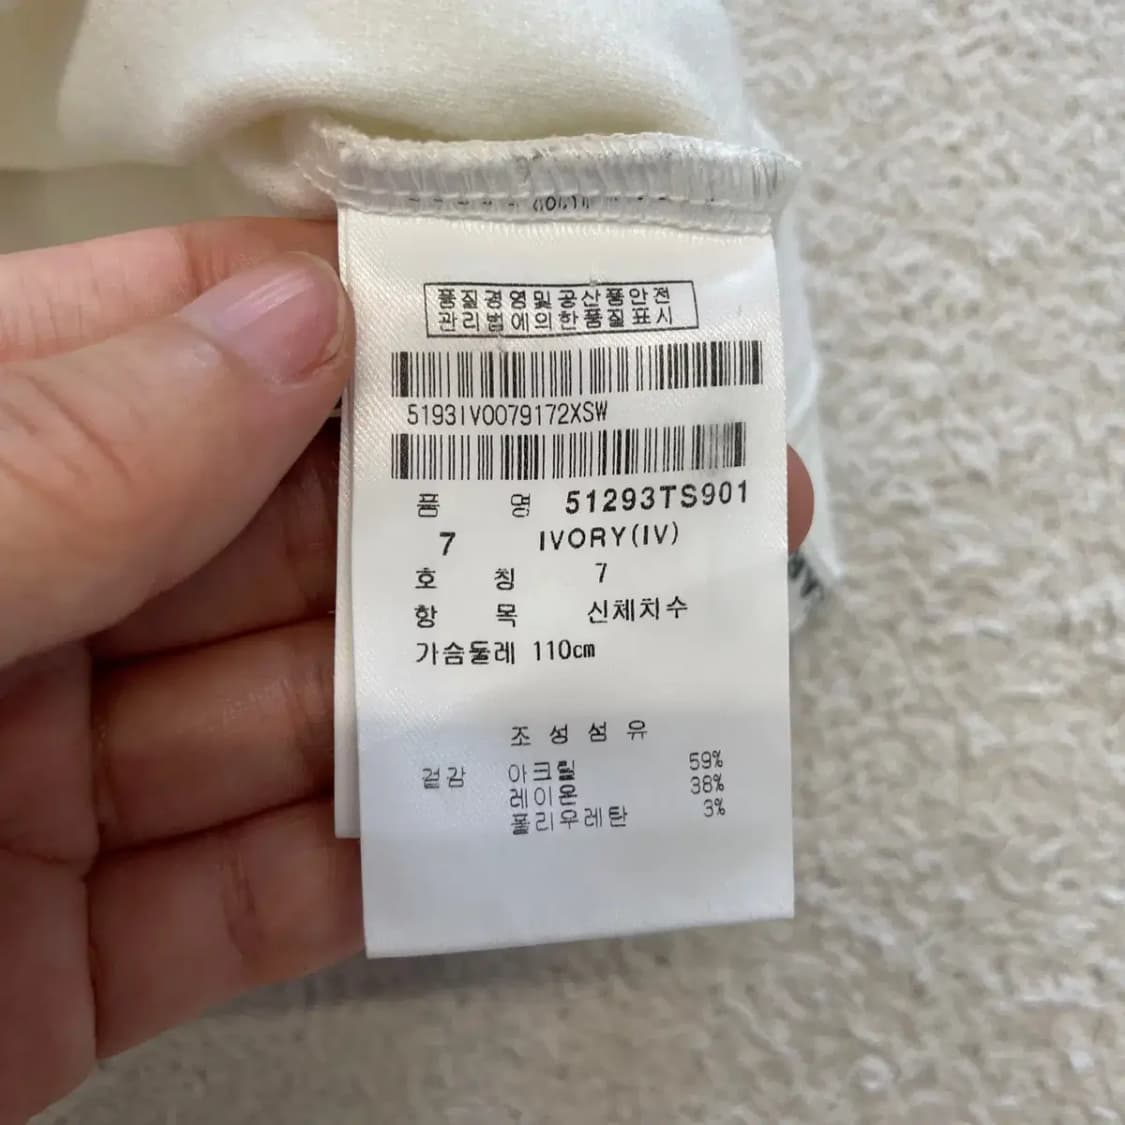 품질경영및공산품안전
관리법에의한품질표시
5193IV0079172XSW
품 명 51293TS901
7 IVORY(IV)
호 칭 7
항 목 신체치수
가슴둘레 110cm
조성섬유
겉감 아크릴 59%
레이온 38%
폴리우레탄 3%